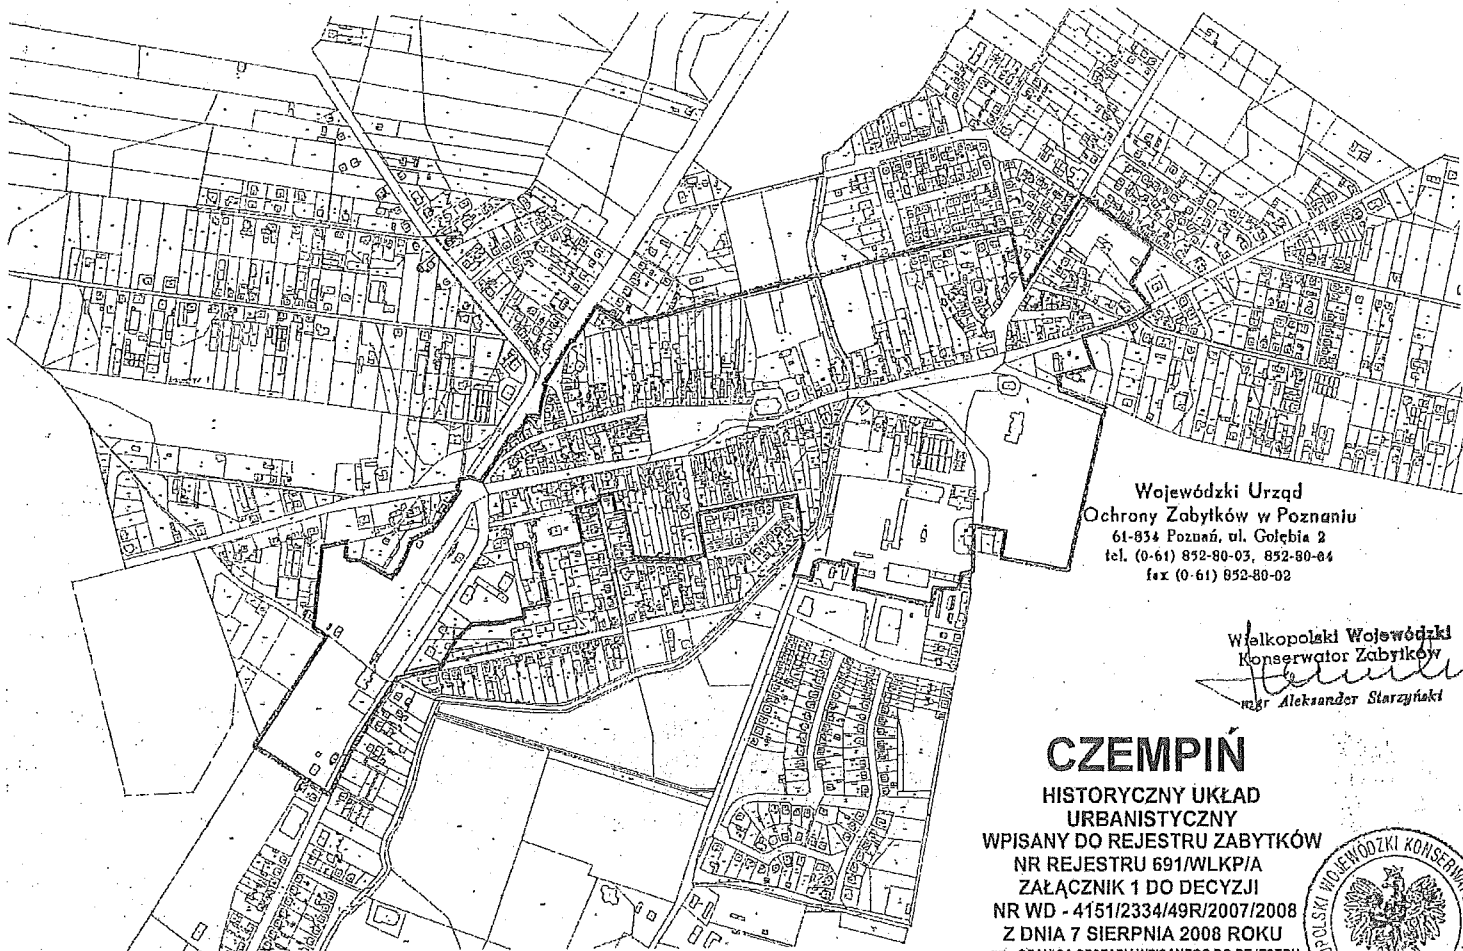 Wojewódzki Urząd
Ochrony Zabytków w Poznaniu
61-834 Poznań, ul. Gołębia 2
tel. (0-61) 852-80-03, 852-80-04
fax (0-61) 852-80-02
Wielkopolski Wojewódzki
Konserwator Zabytków
mgr Aleksander Starzyński
CZEMPIŃ
HISTORYCZNY UKŁAD
URBANISTYCZNY
WPISANY DO REJESTRU ZABYTKÓW
NR REJESTRU 691/WLKP/A
ZAŁĄCZNIK 1 DO DECYZJI
NR WD - 4151/2334/49R/2007/2008
Z DNIA 7 SIERPNIA 2008 ROKU
WOJEWÓDZKI